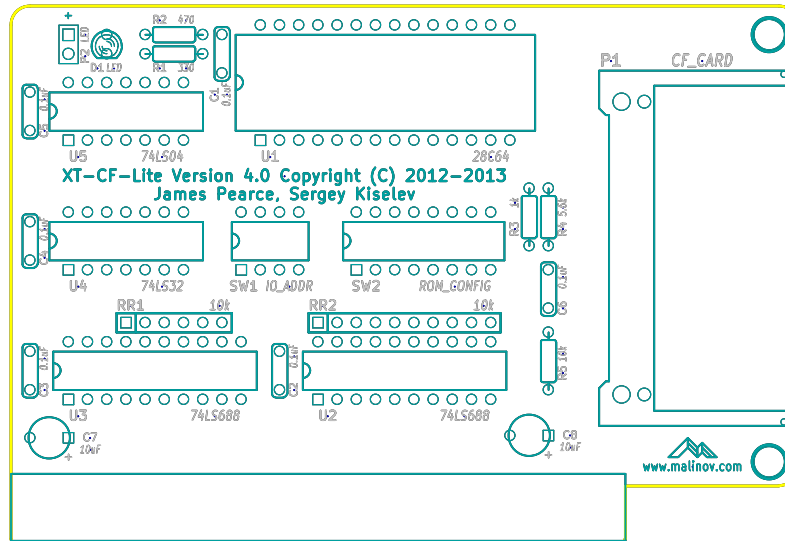 +
LED
P2
R2 470
R1 330
D1 LED
C1
0.1uF
P1 CF_CARD
C5
0.1uF
U5 74LS04
U1 28C64
XT-CF-Lite Version 4.0 Copyright (C) 2012-2013
James Pearce, Sergey Kiselev
R3 1k
R4 5.6k
C4
0.1uF
U4 74LS32
SW1 IO_ADDR
SW2 ROM_CONFIG
C6
0.1uF
RR1 10k
RR2 10k
C3
0.1uF
C2
0.1uF
R5 10k
U3 74LS688
U2 74LS688
C7
10uF
+
C8
10uF
+
www.malinov.com